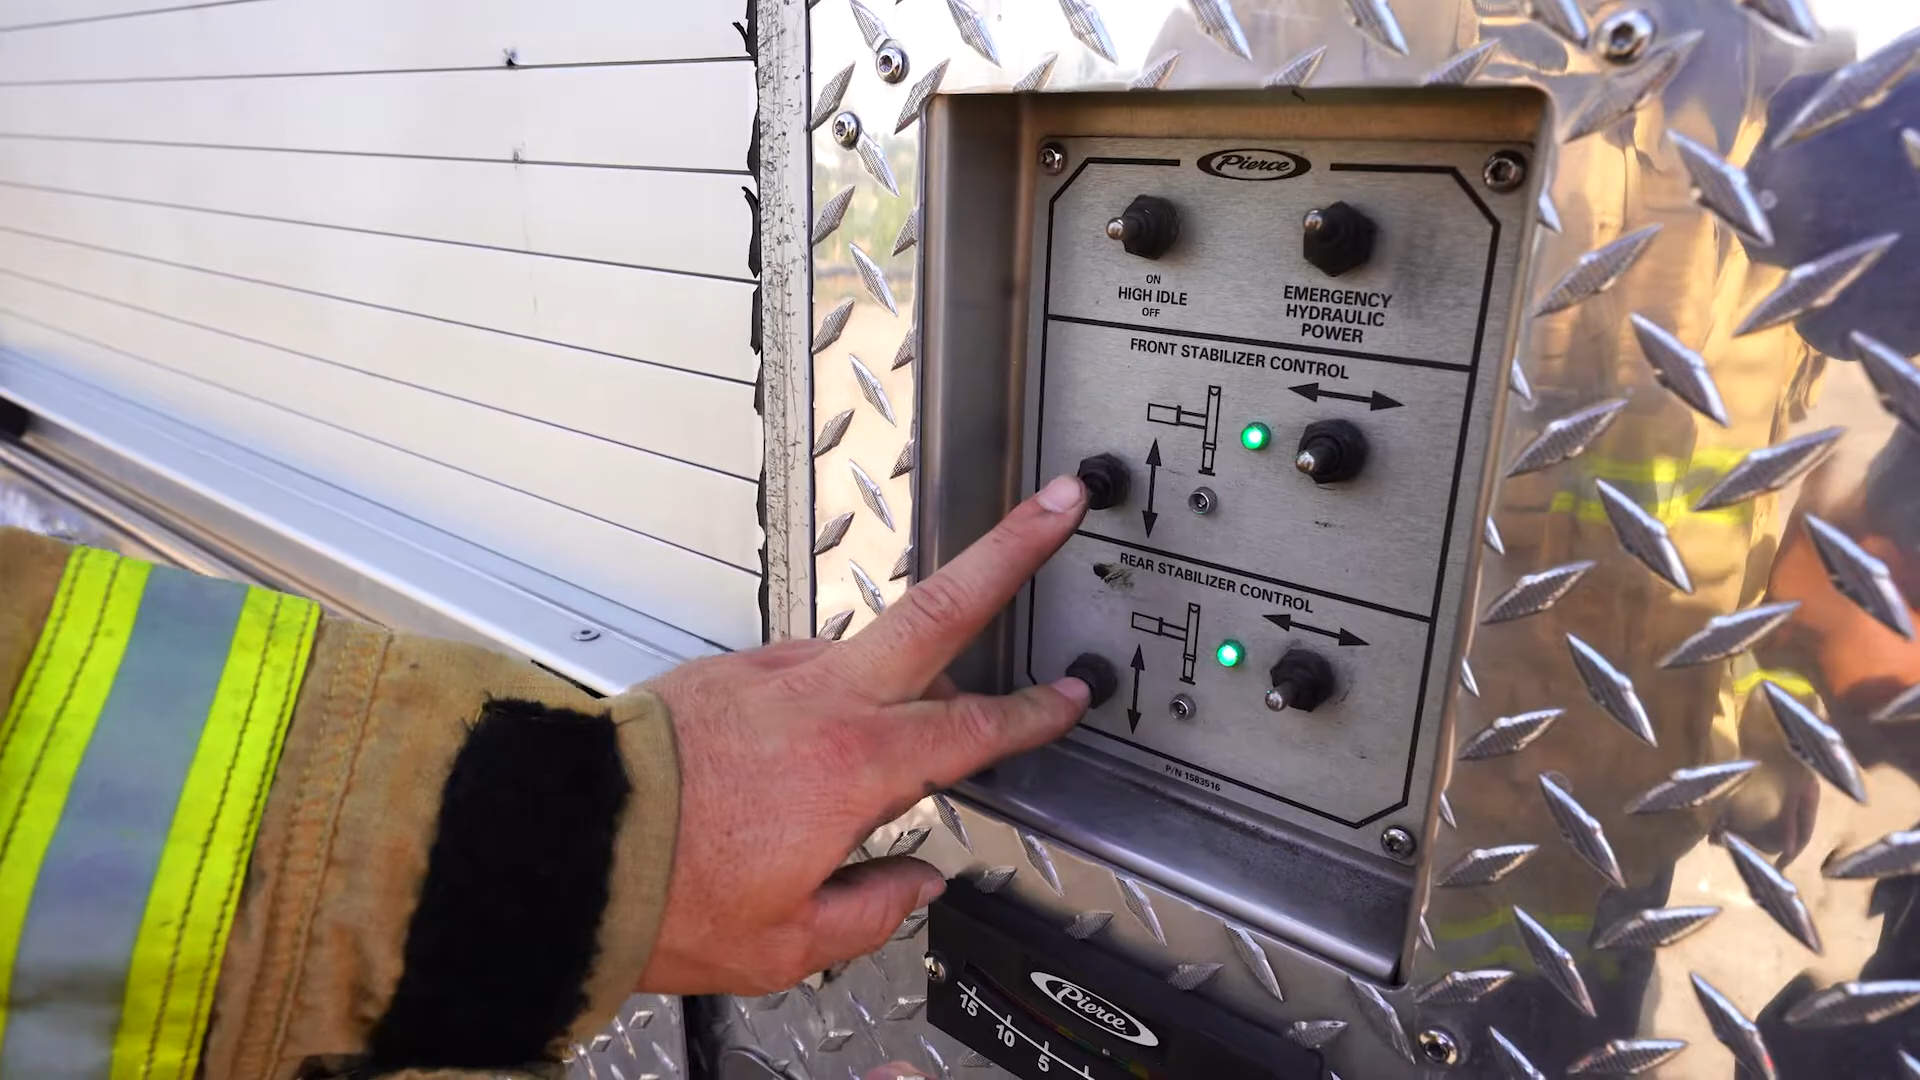 Pierce
ON
HIGH IDLE
OFF
EMERGENCY
HYDRAULIC
POWER
FRONT STABILIZER CONTROL
REAR STABILIZER CONTROL
P/N 1583516
Pierce
15 10 5